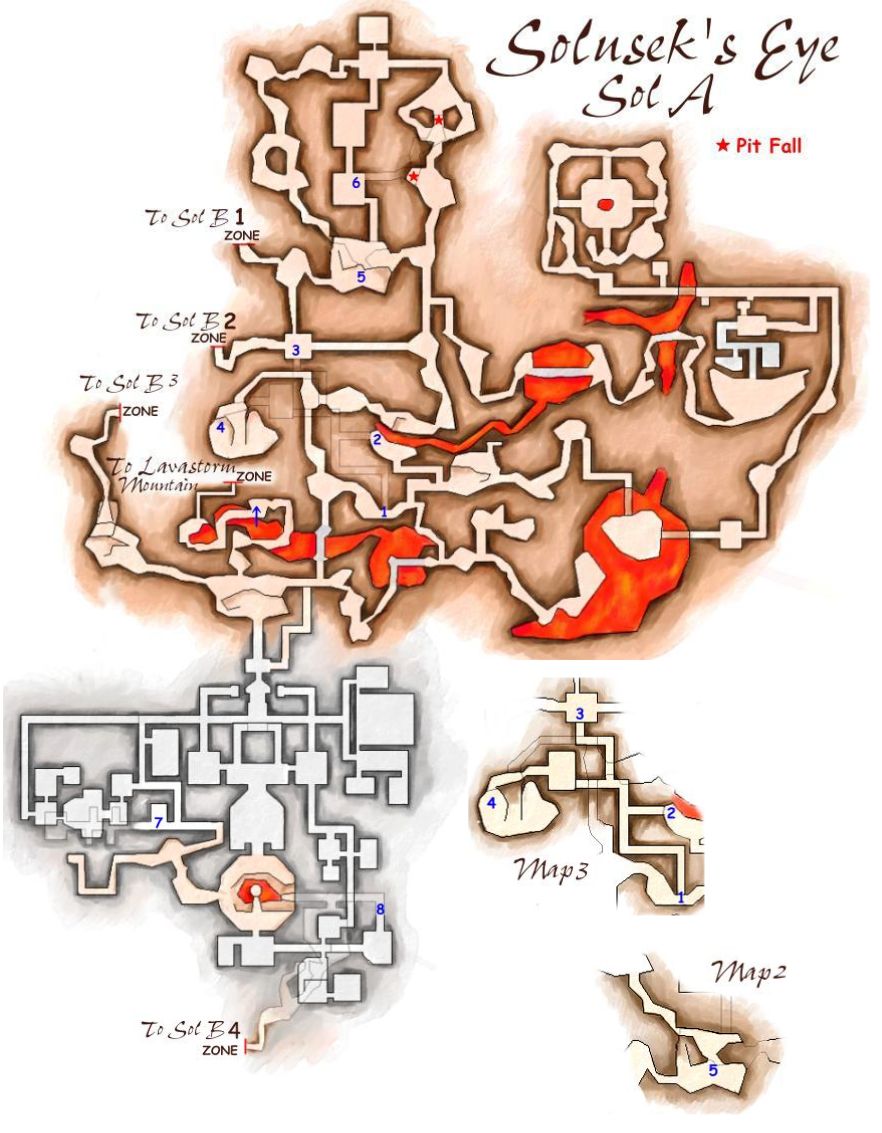 Solusek's Eye
Sol A
★ Pit Fall
6
To Sol B 1
ZONE
5
To Sol B 2
ZONE
3
To Sol B 3
ZONE
4
2
To Lavastorm
Mountain
ZONE
1
3
4
2
7
Map3
1
8
Map2
To Sol B 4
ZONE
5